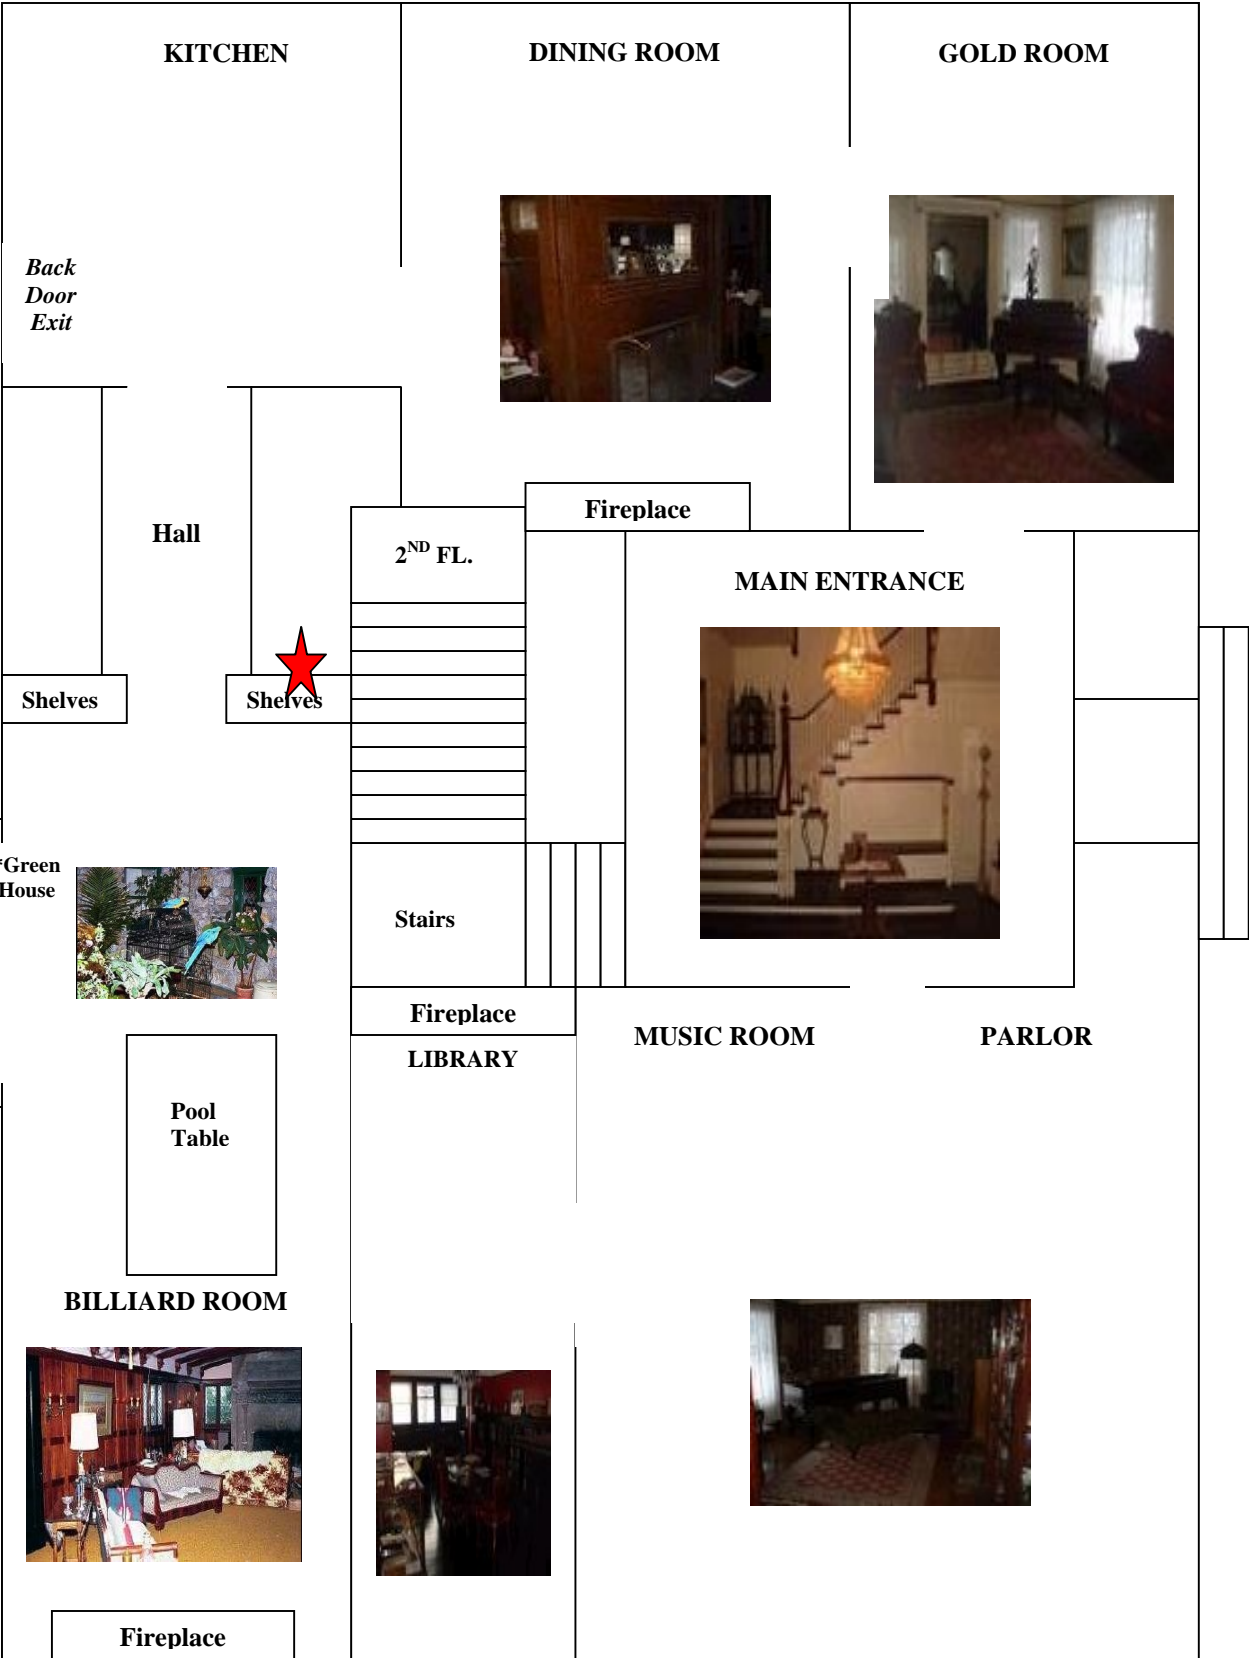 KITCHEN
DINING ROOM
GOLD ROOM
Back
Door
Exit
Fireplace
Hall
2ND FL.
MAIN ENTRANCE
Shelves
Shelves
*Green
House
Stairs
Fireplace
LIBRARY
MUSIC ROOM
PARLOR
Pool
Table
BILLIARD ROOM
Fireplace